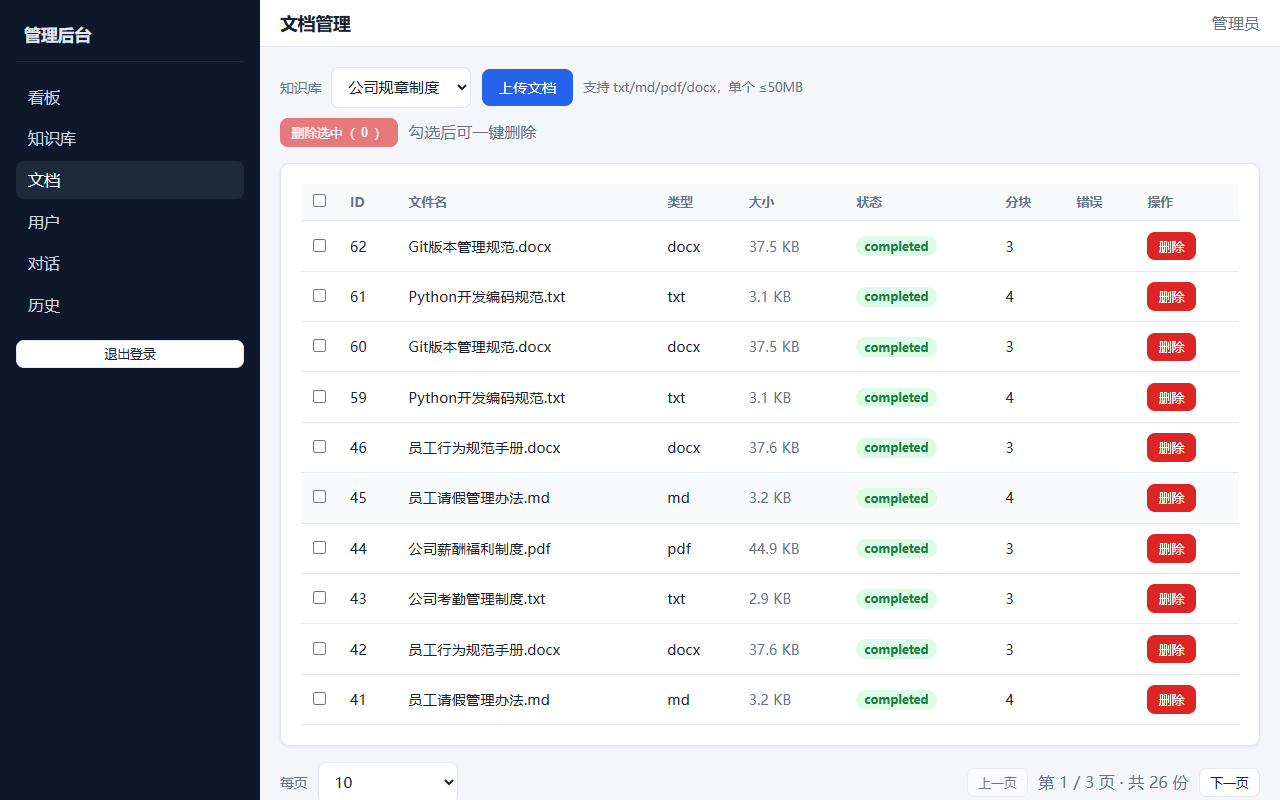 管理后台
看板
知识库
文档
用户
对话
历史
退出登录
文档管理
管理员
知识库 公司规章制度 上传文档 支持 txt/md/pdf/docx，单个 ≤50MB
删除选中（ 0 ） 勾选后可一键删除
ID 文件名 类型 大小 状态 分块 错误 操作
62 Git版本管理规范.docx docx 37.5 KB completed 3 删除
61 Python开发编码规范.txt txt 3.1 KB completed 4 删除
60 Git版本管理规范.docx docx 37.5 KB completed 3 删除
59 Python开发编码规范.txt txt 3.1 KB completed 4 删除
46 员工行为规范手册.docx docx 37.6 KB completed 3 删除
45 员工请假管理办法.md md 3.2 KB completed 4 删除
44 公司薪酬福利制度.pdf pdf 44.9 KB completed 3 删除
43 公司考勤管理制度.txt txt 2.9 KB completed 3 删除
42 员工行为规范手册.docx docx 37.6 KB completed 3 删除
41 员工请假管理办法.md md 3.2 KB completed 4 删除
每页 10 上一页 第 1 / 3 页 · 共 26 份 下一页